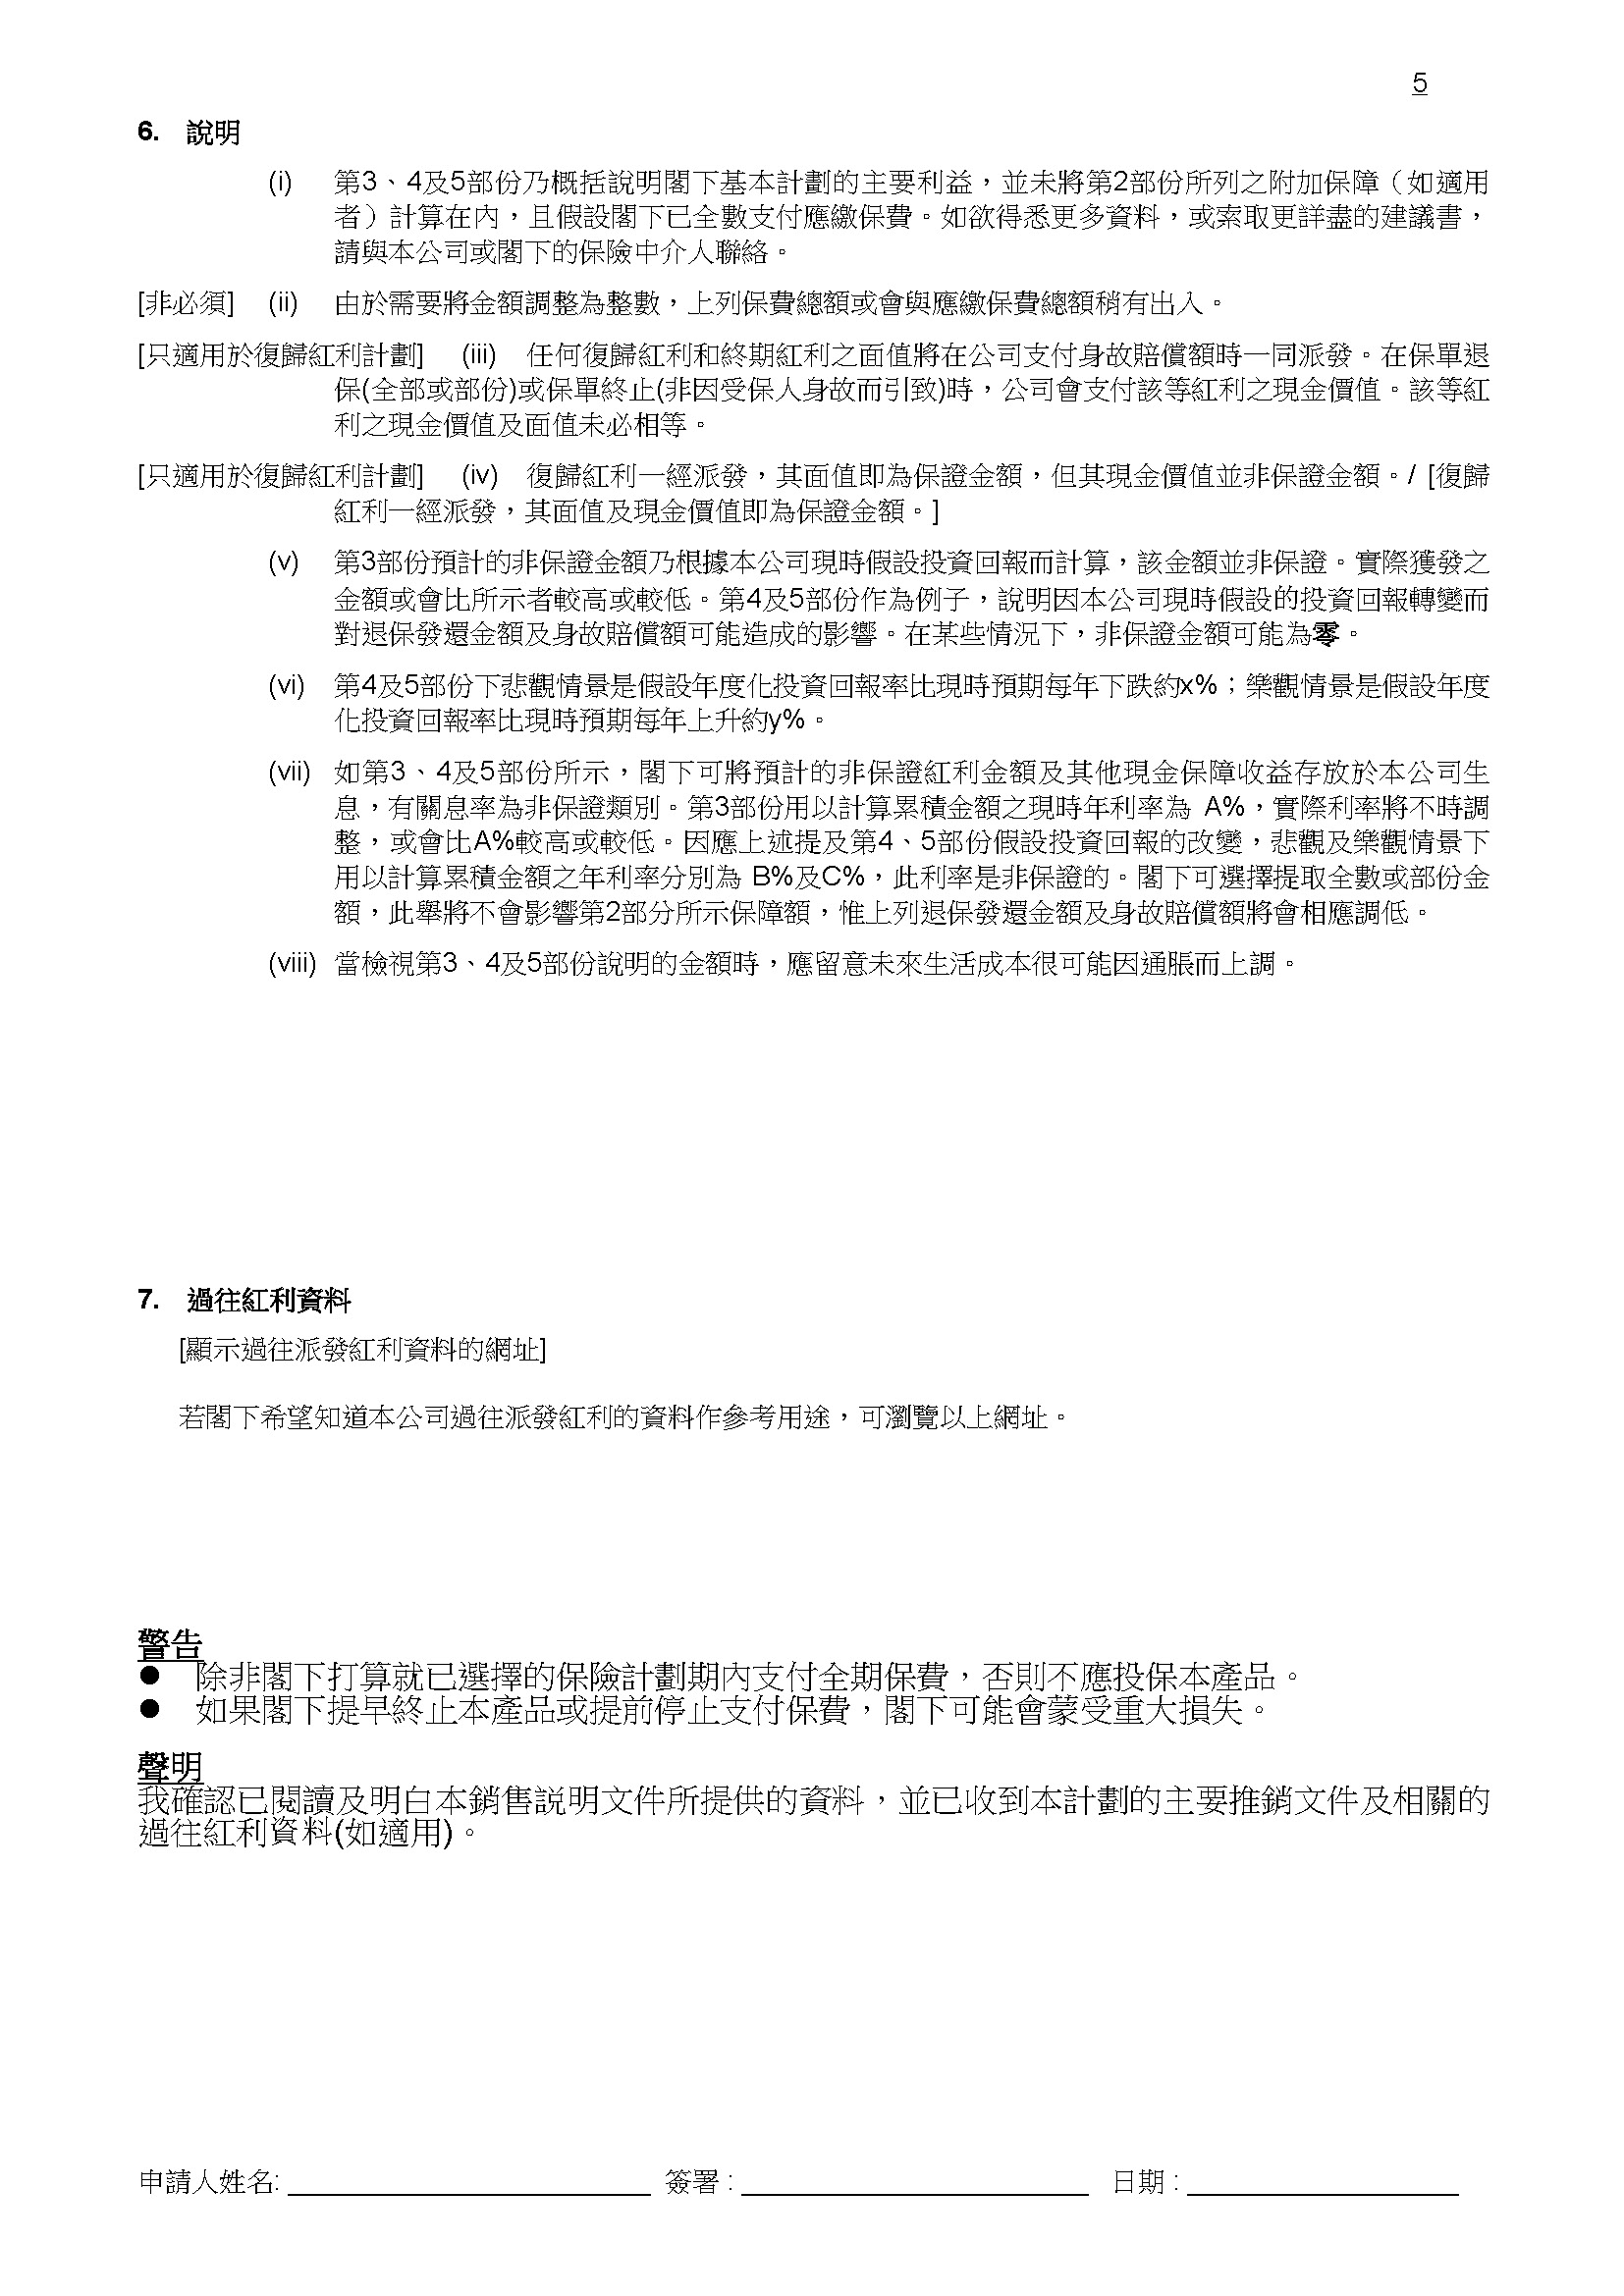 5
6. 說明
(i) 第3、4及5部份乃概括說明閣下基本計劃的主要利益，並未將第2部份所列之附加保障（如適用
者）計算在內，且假設閣下已全數支付應繳保費。如欲得悉更多資料，或索取更詳盡的建議書，
請與本公司或閣下的保險中介人聯絡。
[非必須] (ii) 由於需要將金額調整為整數，上列保費總額或會與應繳保費總額稍有出入。
[只適用於復歸紅利計劃] (iii) 任何復歸紅利和終期紅利之面值將在公司支付身故賠償額時一同派發。在保單退
保(全部或部份)或保單終止(非因受保人身故而引致)時，公司會支付該等紅利之現金價值。該等紅
利之現金價值及面值未必相等。
[只適用於復歸紅利計劃] (iv) 復歸紅利一經派發，其面值即為保證金額，但其現金價值並非保證金額。/ [復歸
紅利一經派發，其面值及現金價值即為保證金額。]
(v) 第3部份預計的非保證金額乃根據本公司現時假設投資回報而計算，該金額並非保證。實際獲發之
金額或會比所示者較高或較低。第4及5部份作為例子，說明因本公司現時假設的投資回報轉變而
對退保發還金額及身故賠償額可能造成的影響。在某些情況下，非保證金額可能為零。
(vi) 第4及5部份下悲觀情景是假設年度化投資回報率比現時預期每年下跌約x%；樂觀情景是假設年度
化投資回報率比現時預期每年上升約y%。
(vii) 如第3、4及5部份所示，閣下可將預計的非保證紅利金額及其他現金保障收益存放於本公司生
息，有關息率為非保證類別。第3部份用以計算累積金額之現時年利率為 A%，實際利率將不時調
整，或會比A%較高或較低。因應上述提及第4、5部份假設投資回報的改變，悲觀及樂觀情景下
用以計算累積金額之年利率分別為 B%及C%，此利率是非保證的。閣下可選擇提取全數或部份金
額，此舉將不會影響第2部分所示保障額，惟上列退保發還金額及身故賠償額將會相應調低。
(viii) 當檢視第3、4及5部份說明的金額時，應留意未來生活成本很可能因通脹而上調。
7. 過往紅利資料
[顯示過往派發紅利資料的網址]
若閣下希望知道本公司過往派發紅利的資料作參考用途，可瀏覽以上網址。
警告
● 除非閣下打算就已選擇的保險計劃期內支付全期保費，否則不應投保本產品。
● 如果閣下提早終止本產品或提前停止支付保費，閣下可能會蒙受重大損失。
聲明
我確認已閱讀及明白本銷售説明文件所提供的資料，並已收到本計劃的主要推銷文件及相關的
過往紅利資料(如適用)。
申請人姓名: 簽署 : 日期 :